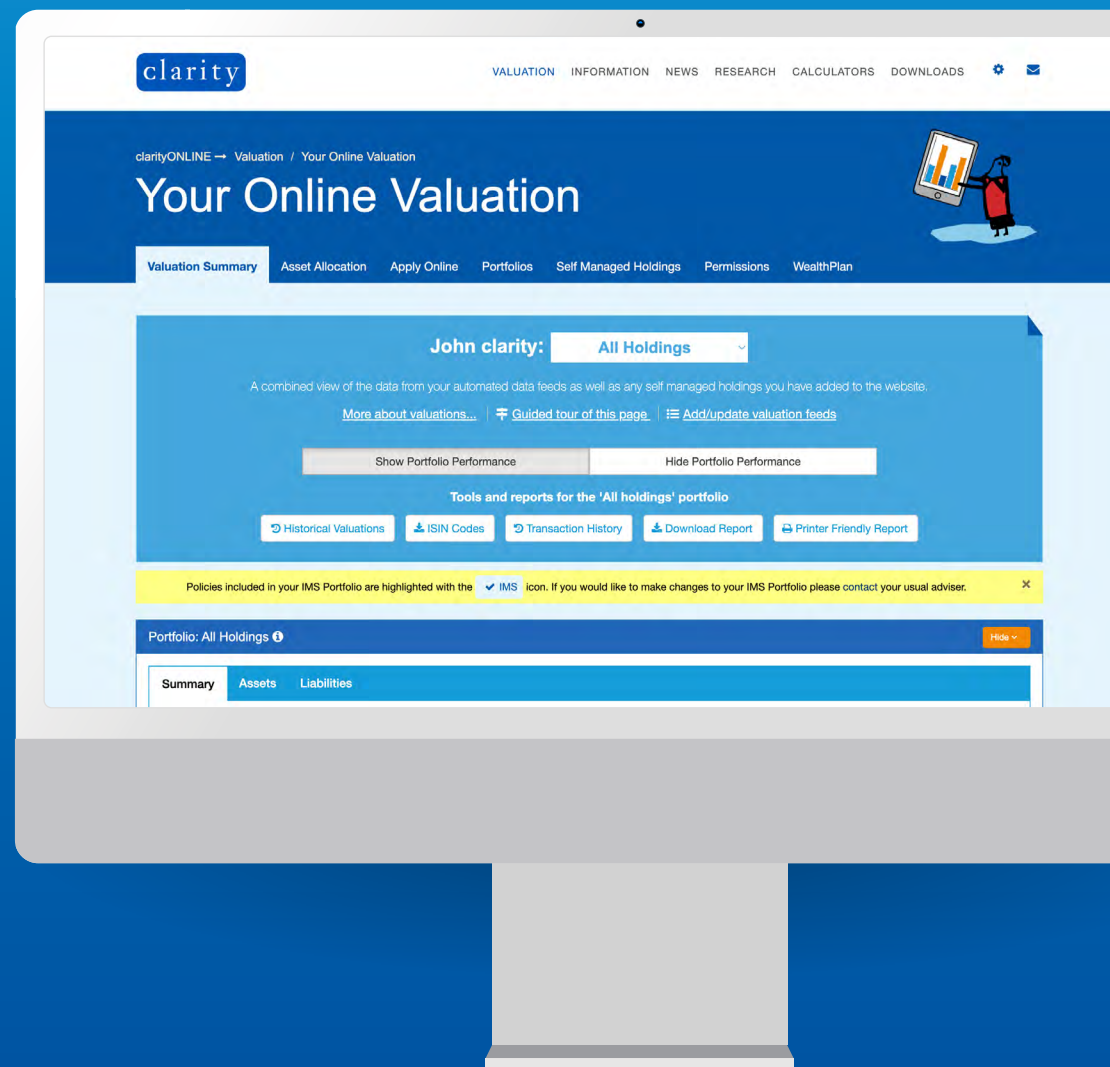 clarity
VALUATION INFORMATION NEWS RESEARCH CALCULATORS DOWNLOADS
clarityONLINE → Valuation / Your Online Valuation
Your Online Valuation
Valuation Summary Asset Allocation Apply Online Portfolios Self Managed Holdings Permissions WealthPlan
John clarity: All Holdings
A combined view of the data from your automated data feeds as well as any self managed holdings you have added to the website.
More about valuations... Guided tour of this page Add/update valuation feeds
Show Portfolio Performance Hide Portfolio Performance
Tools and reports for the 'All holdings' portfolio
Historical Valuations ISIN Codes Transaction History Download Report Printer Friendly Report
Policies included in your IMS Portfolio are highlighted with the ✔ IMS icon. If you would like to make changes to your IMS Portfolio please contact your usual adviser. ×
Portfolio: All Holdings Hide
Summary Assets Liabilities